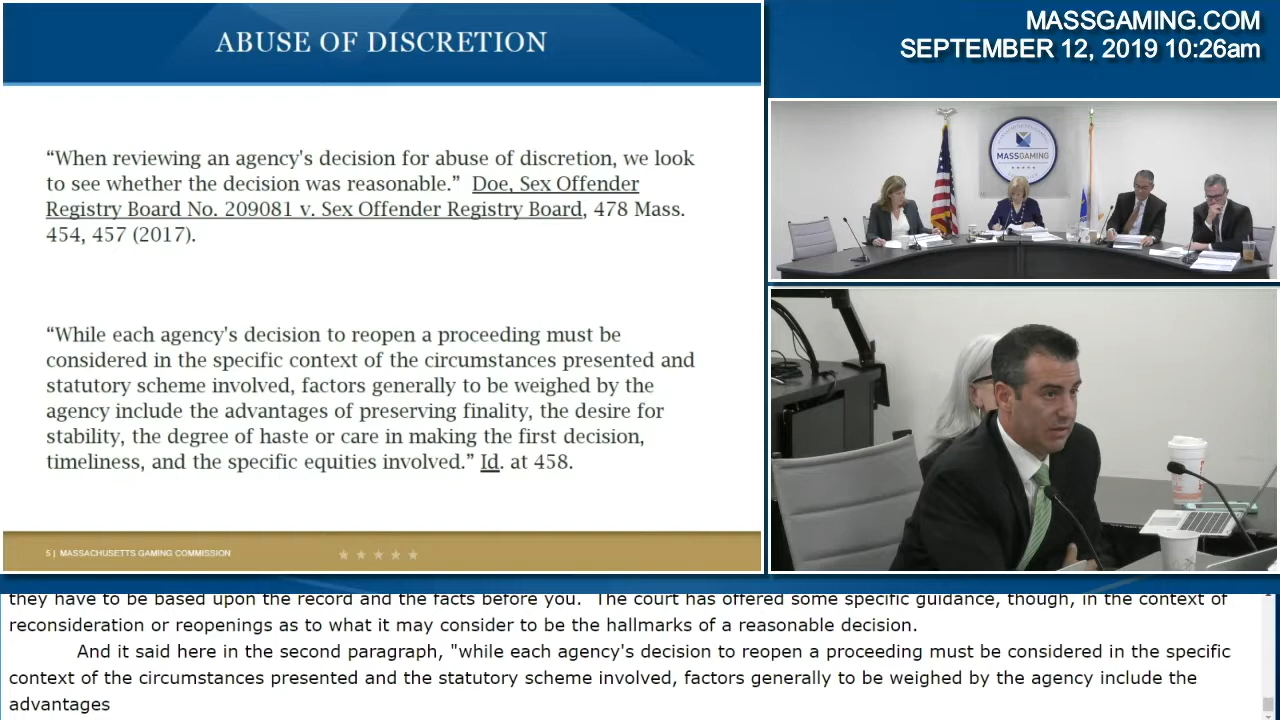 ABUSE OF DISCRETION
“When reviewing an agency's decision for abuse of discretion, we look
to see whether the decision was reasonable.” Doe, Sex Offender
Registry Board No. 209081 v. Sex Offender Registry Board, 478 Mass.
454, 457 (2017).
“While each agency's decision to reopen a proceeding must be
considered in the specific context of the circumstances presented and
statutory scheme involved, factors generally to be weighed by the
agency include the advantages of preserving finality, the desire for
stability, the degree of haste or care in making the first decision,
timeliness, and the specific equities involved.” Id. at 458.
5 | MASSACHUSETTS GAMING COMMISSION
MASSGAMING.COM
SEPTEMBER 12, 2019 10:26am
MASSGAMING
they have to be based upon the record and the facts before you. The court has offered some specific guidance, though, in the context of
reconsideration or reopenings as to what it may consider to be the hallmarks of a reasonable decision.
And it said here in the second paragraph, "while each agency's decision to reopen a proceeding must be considered in the specific
context of the circumstances presented and the statutory scheme involved, factors generally to be weighed by the agency include the
advantages